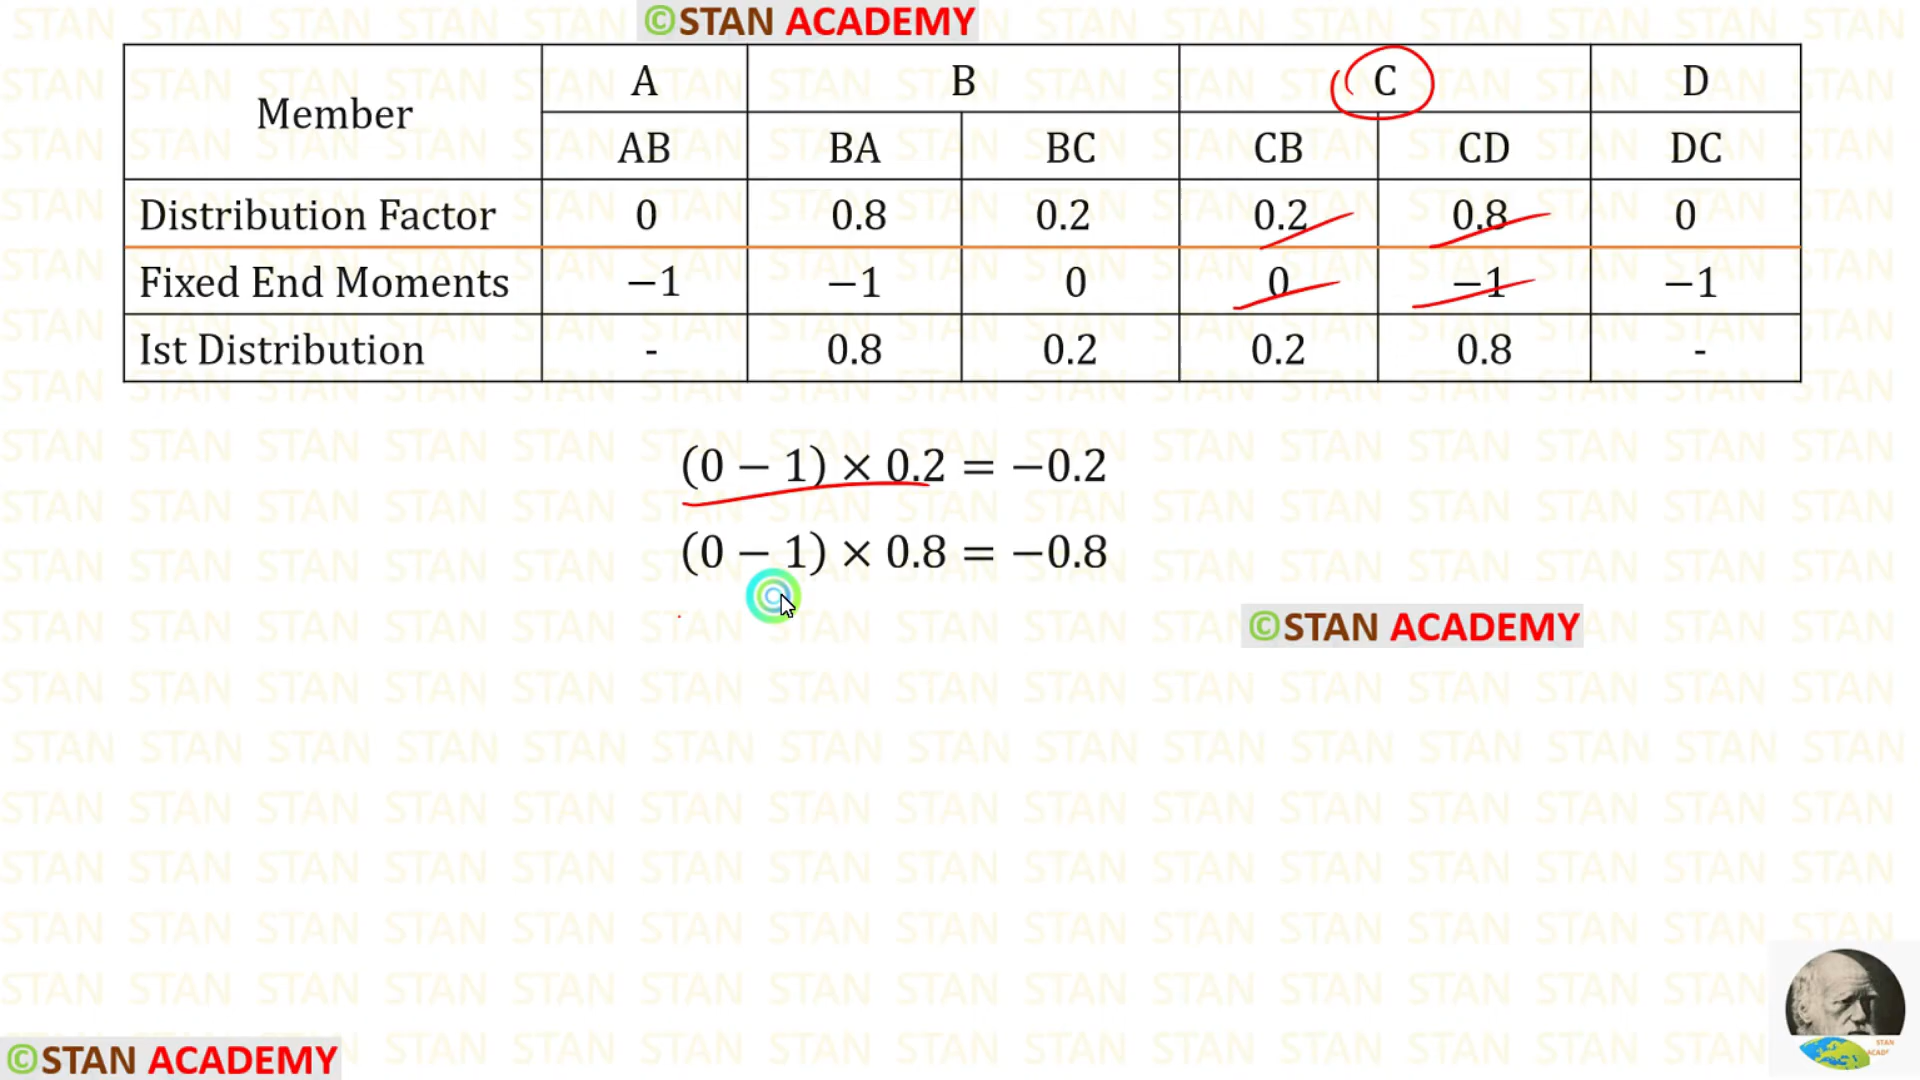 ©STAN ACADEMY
Member A B C D
AB BA BC CB CD DC
Distribution Factor 0 0.8 0.2 0.2 0.8 0
Fixed End Moments −1 −1 0 0 −1 −1
Ist Distribution - 0.8 0.2 0.2 0.8 -
(0 − 1) × 0.2 = −0.2
(0 − 1) × 0.8 = −0.8
©STAN ACADEMY
©STAN ACADEMY